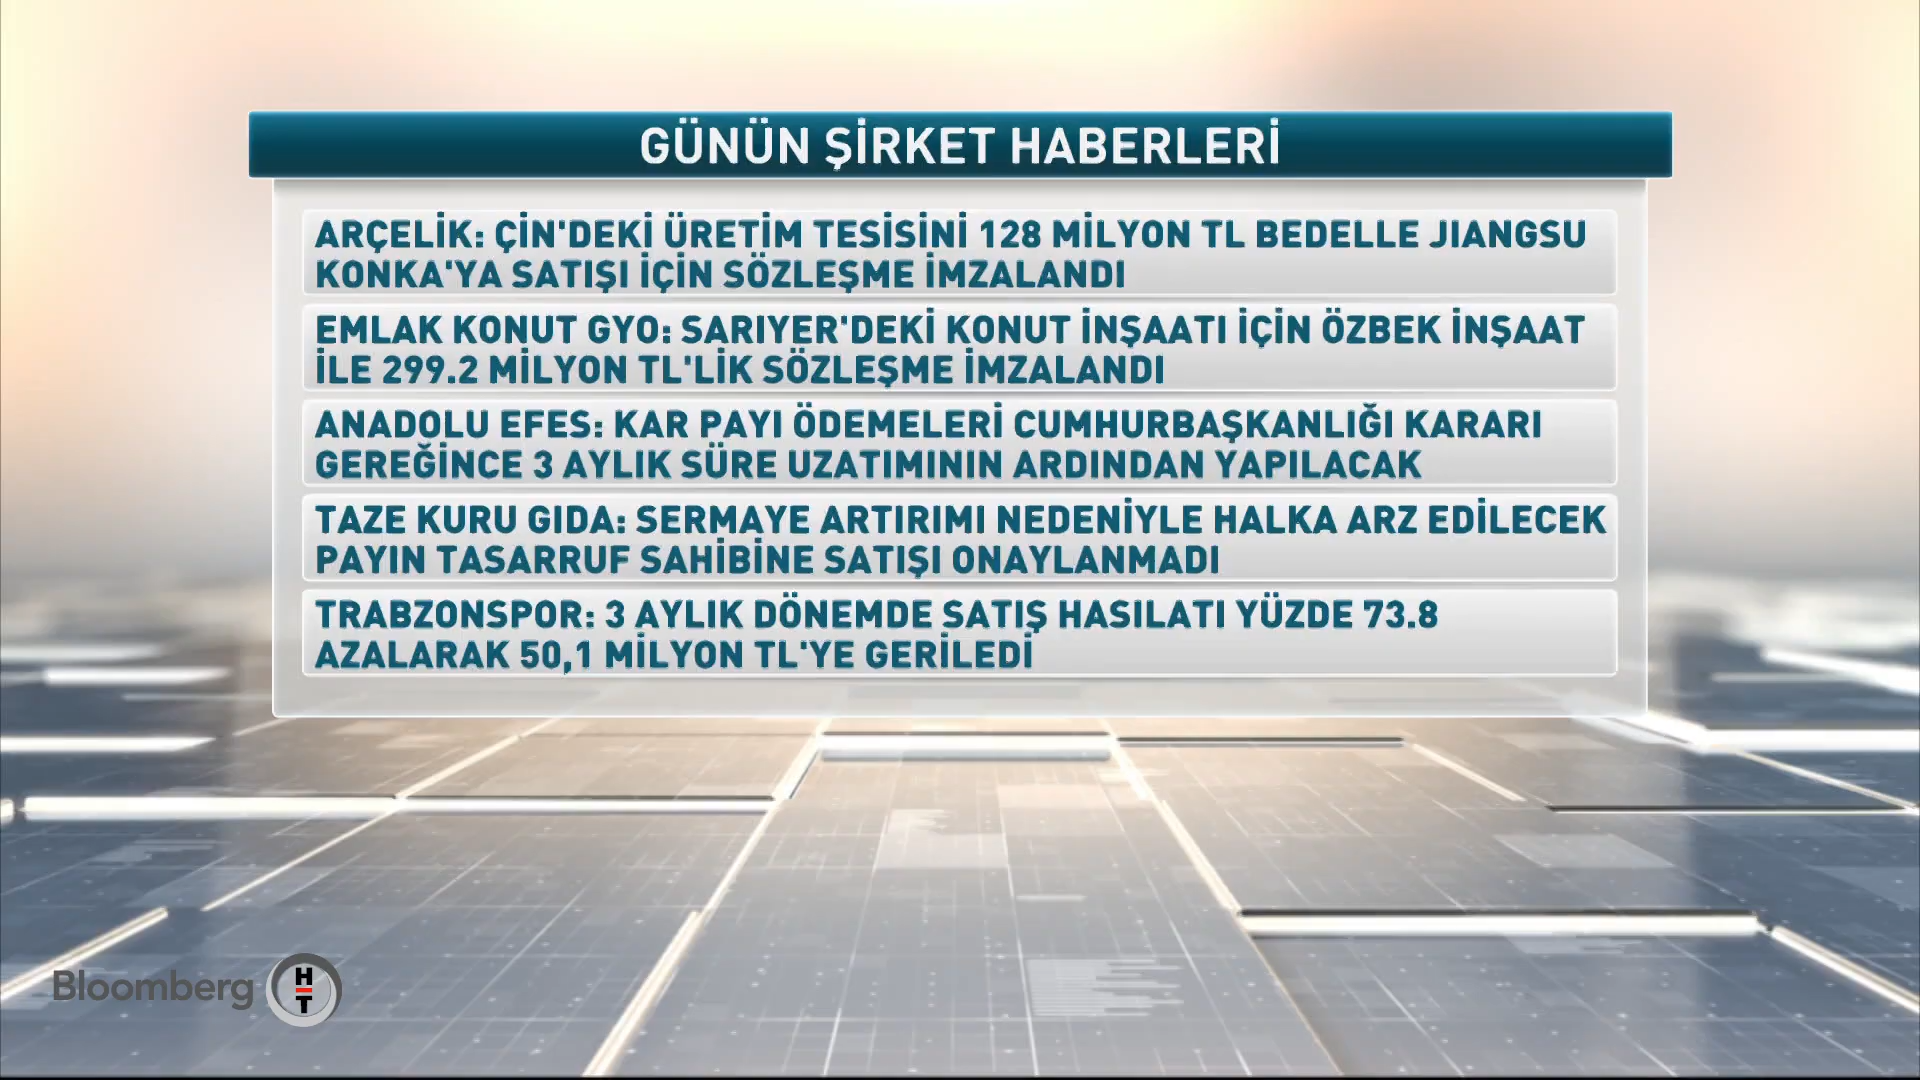 GÜNÜN ŞİRKET HABERLERİ
ARÇELİK: ÇİN'DEKİ ÜRETİM TESİSİNİ 128 MİLYON TL BEDELLE JIANGSU
KONKA'YA SATIŞI İÇİN SÖZLEŞME İMZALANDI
EMLAK KONUT GYO: SARIYER'DEKİ KONUT İNŞAATI İÇİN ÖZBEK İNŞAAT
İLE 299.2 MİLYON TL'LİK SÖZLEŞME İMZALANDI
ANADOLU EFES: KAR PAYI ÖDEMELERİ CUMHURBAŞKANLIĞI KARARI
GEREĞİNCE 3 AYLIK SÜRE UZATIMININ ARDINDAN YAPILACAK
TAZE KURU GIDA: SERMAYE ARTIRIMI NEDENİYLE HALKA ARZ EDİLECEK
PAYIN TASARRUF SAHİBİNE SATIŞI ONAYLANMADI
TRABZONSPOR: 3 AYLIK DÖNEMDE SATIŞ HASILATI YÜZDE 73.8
AZALARAK 50,1 MİLYON TL'YE GERİLEDİ
Bloomberg HT